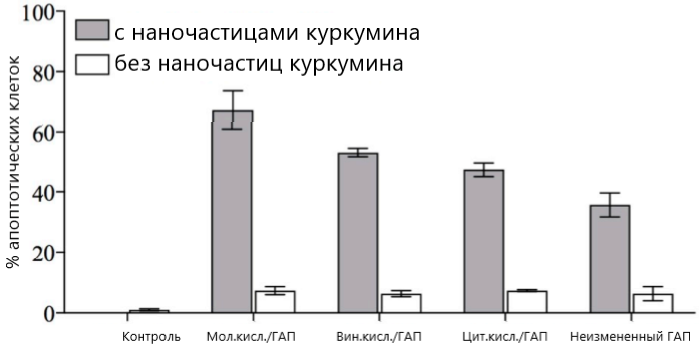 % апоптотических клеток
100
80
60
40
20
0
с наночастицами куркумина
без наночастиц куркумина
Контроль Мол.кисл./ГАП Вин.кисл./ГАП Цит.кисл./ГАП Неизмененный ГАП